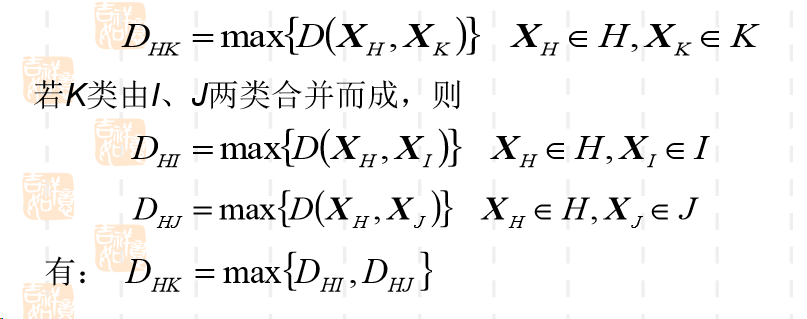 D_HK = max{D(X_H, X_K)} X_H ∈ H, X_K ∈ K
若K类由I、J两类合并而成，则
D_HI = max{D(X_H, X_I)} X_H ∈ H, X_I ∈ I
D_HJ = max{D(X_H, X_J)} X_H ∈ H, X_J ∈ J
有： D_HK = max{D_HI, D_HJ}